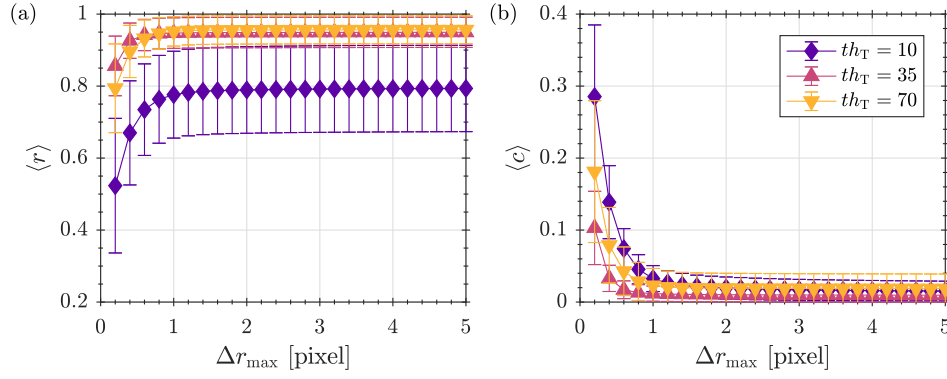 (a)
1
0.8
0.6
0.4
0.2
⟨r⟩
0 1 2 3 4 5
Δr_max [pixel]
(b)
0.4
0.3
0.2
0.1
0
⟨c⟩
th_T = 10
th_T = 35
th_T = 70
0 1 2 3 4 5
Δr_max [pixel]